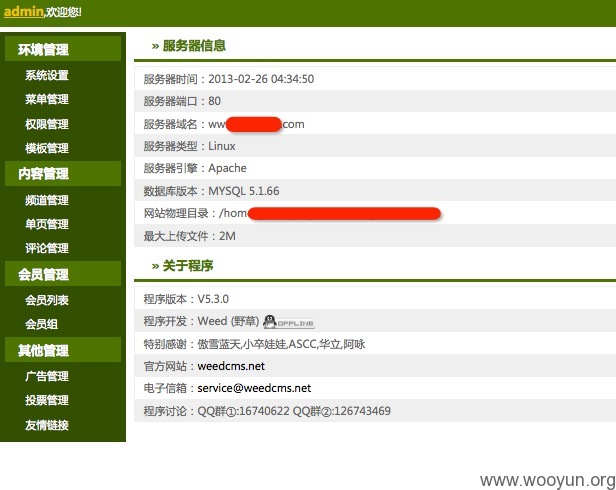 admin,欢迎您!
环境管理
系统设置
菜单管理
权限管理
模板管理
内容管理
频道管理
单页管理
评论管理
会员管理
会员列表
会员组
其他管理
广告管理
投票管理
友情链接
» 服务器信息
服务器时间：2013-02-26 04:34:50
服务器端口：80
服务器域名：ww .com
服务器类型：Linux
服务器引擎：Apache
数据库版本：MYSQL 5.1.66
网站物理目录：/hom
最大上传文件：2M
» 关于程序
程序版本：V5.3.0
程序开发：Weed (野草) OFFLINE
特别感谢：傲雪蓝天,小卒娃娃,ASCC,华立,阿咏
官方网站：weedcms.net
电子信箱：service@weedcms.net
程序讨论：QQ群①:16740622 QQ群②:126743469
www.wooyun.org